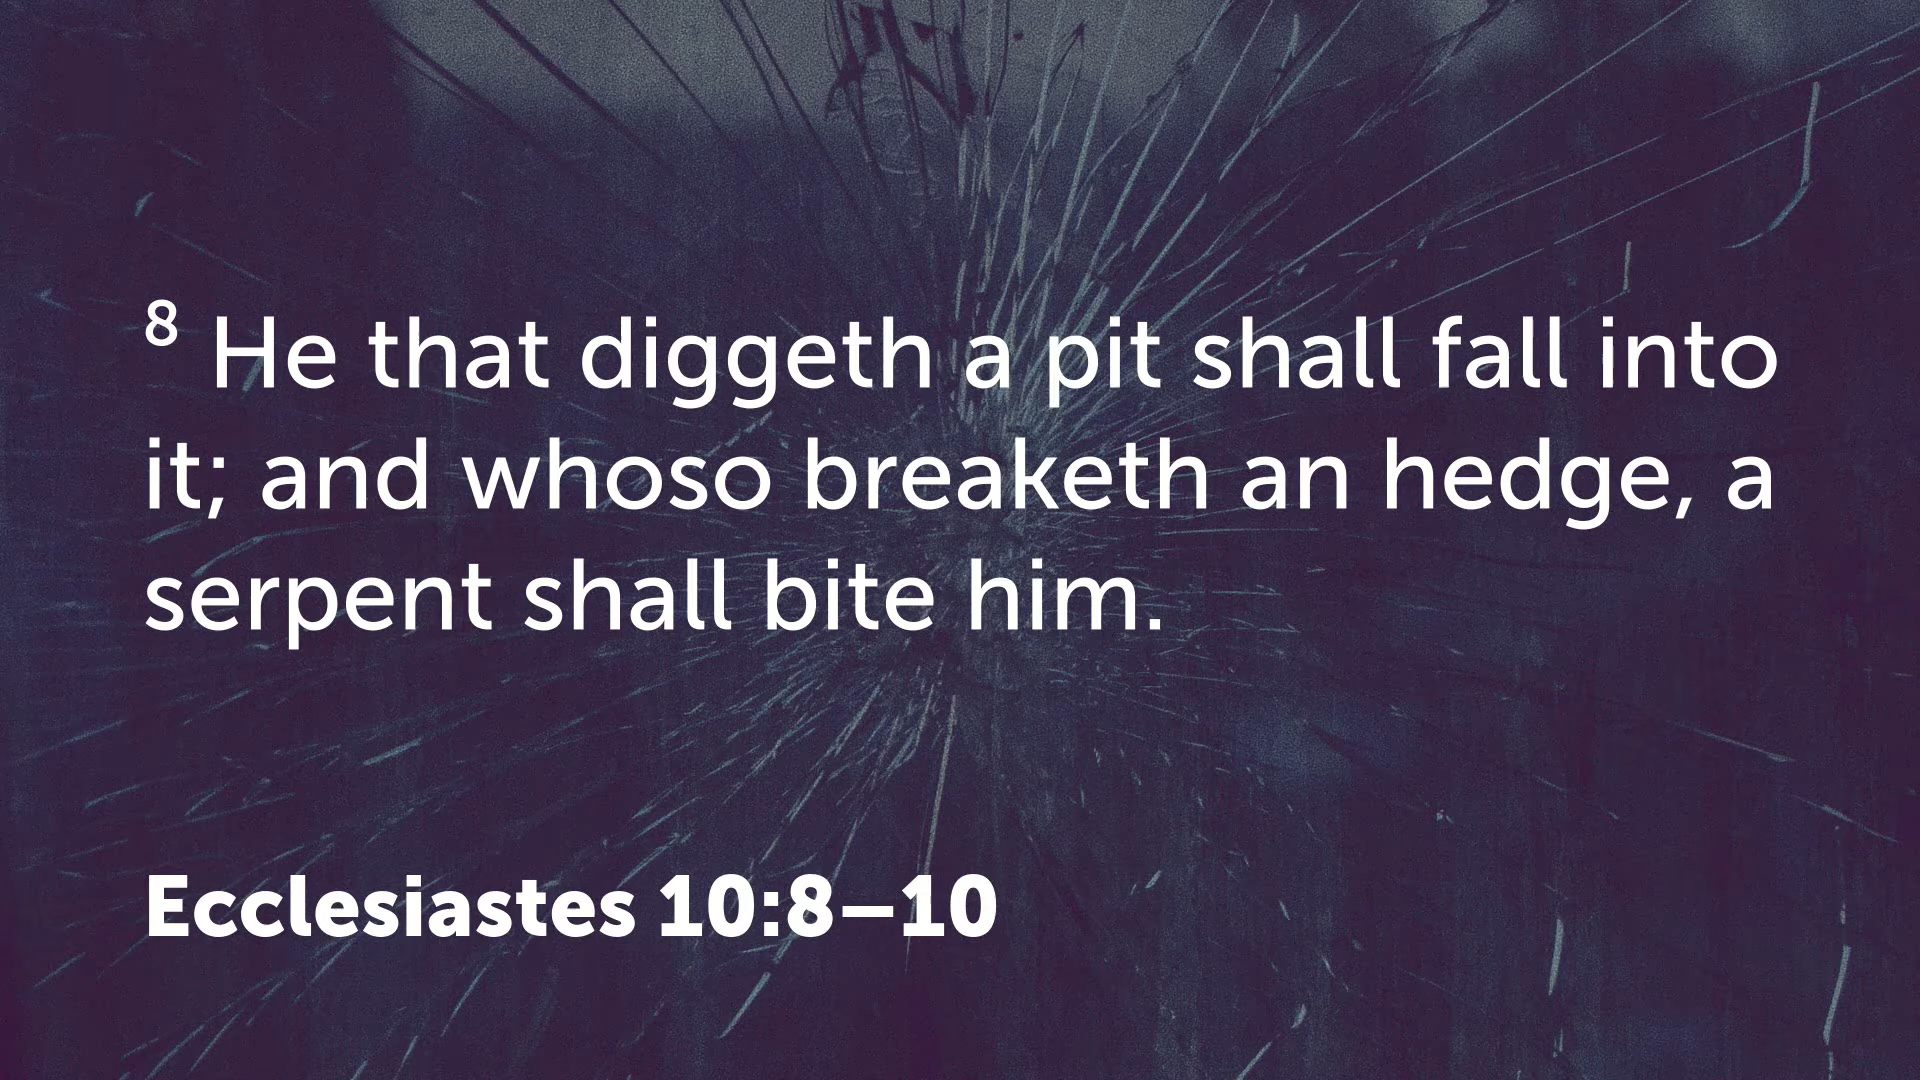 8 He that diggeth a pit shall fall into
it; and whoso breaketh an hedge, a
serpent shall bite him.
Ecclesiastes 10:8–10